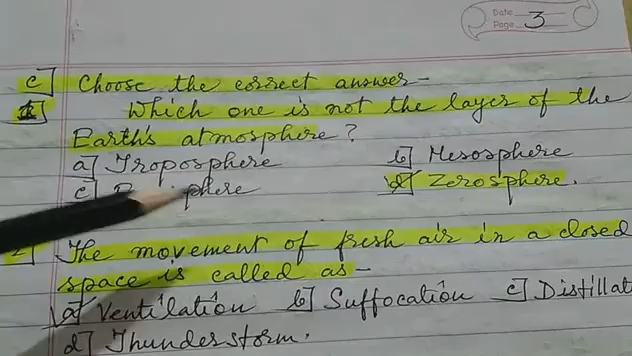 Date
Page 3
C] Choose the correct answer-
1] Which one is not the layer of the
Earth's atmosphere?
a] Troposphere b] Mesosphere
c] d] Zerosphere.
2] The movement of fresh air in a closed
space is called as-
a] Ventilation b] Suffocation c] Distillat
d] Thunderstorm.